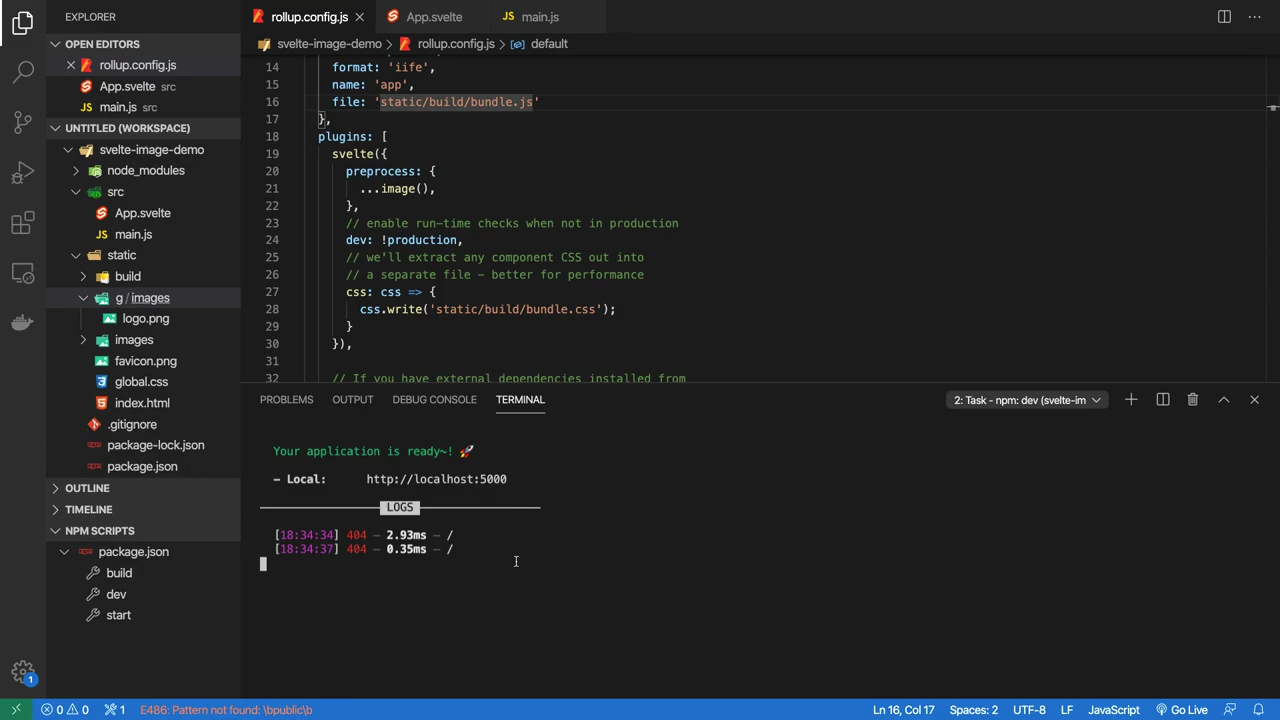 EXPLORER
OPEN EDITORS
rollup.config.js
App.svelte src
main.js src
UNTITLED (WORKSPACE)
svelte-image-demo
node_modules
src
App.svelte
main.js
static
build
g / images
logo.png
images
favicon.png
global.css
index.html
.gitignore
package-lock.json
package.json
OUTLINE
TIMELINE
NPM SCRIPTS
package.json
build
dev
start
rollup.config.js App.svelte JS main.js
svelte-image-demo > rollup.config.js > default
14 format: 'iife',
15 name: 'app',
16 file: 'static/build/bundle.js'
17 },
18 plugins: [
19 svelte({
20 preprocess: {
21 ...image(),
22 },
23 // enable run-time checks when not in production
24 dev: !production,
25 // we'll extract any component CSS out into
26 // a separate file - better for performance
27 css: css => {
28 css.write('static/build/bundle.css');
29 }
30 }),
31
32 // If you have external dependencies installed from
PROBLEMS OUTPUT DEBUG CONSOLE TERMINAL 2: Task - npm: dev (svelte-im
Your application is ready~! 🚀
- Local: http://localhost:5000
LOGS
[18:34:34] 404 — 2.93ms — /
[18:34:37] 404 — 0.35ms — /
1 0 0 1 E486: Pattern not found: \bpublic\b Ln 16, Col 17 Spaces: 2 UTF-8 LF JavaScript Go Live